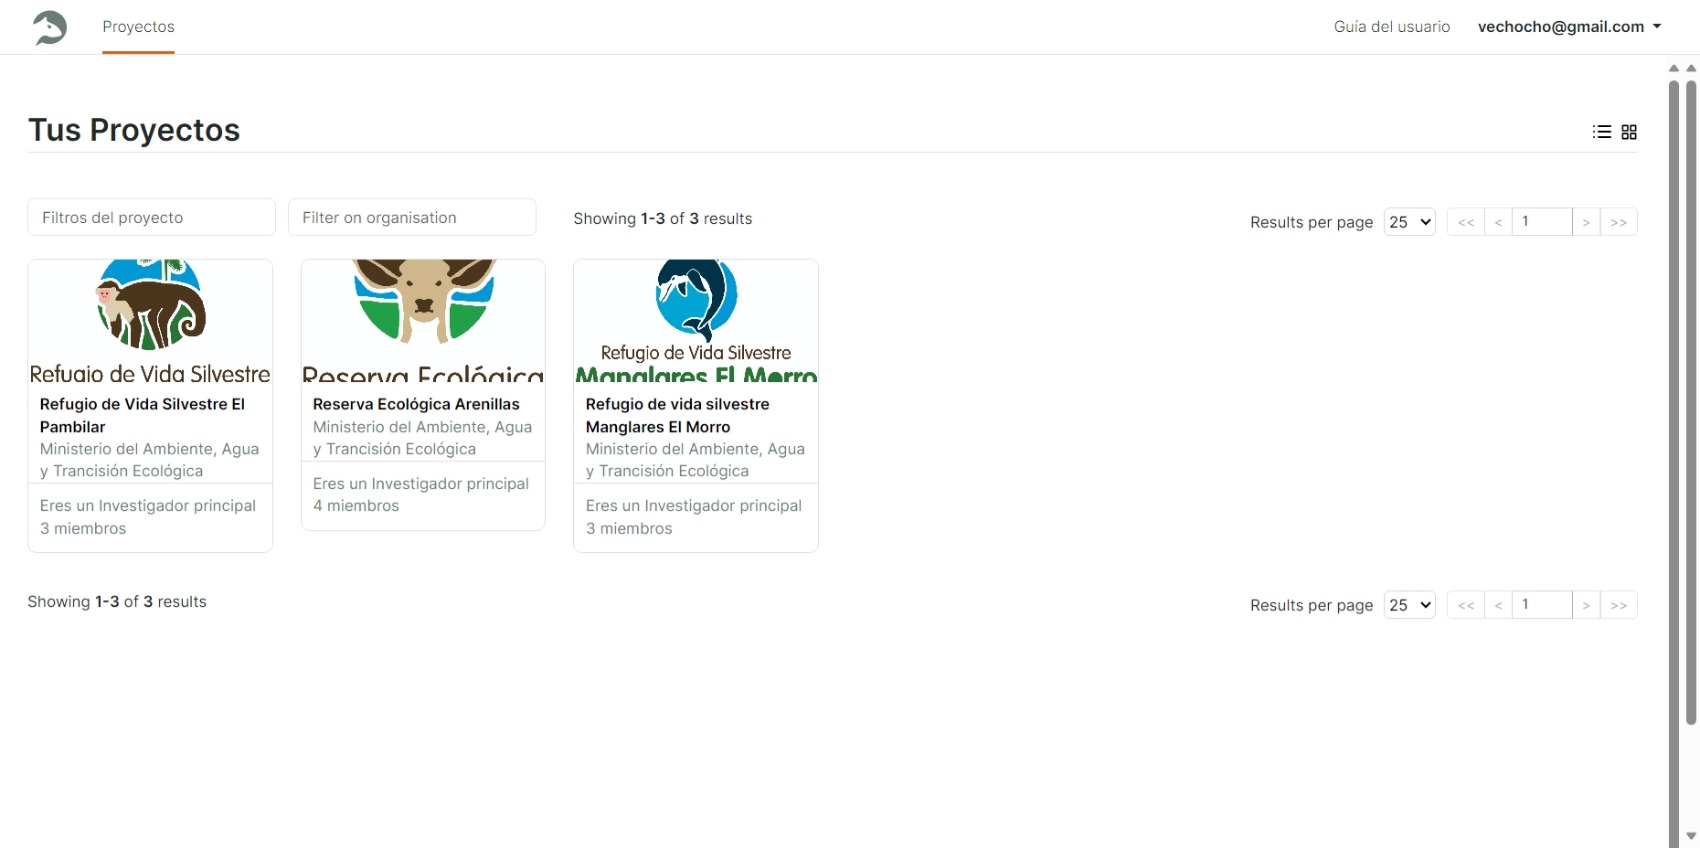 Proyectos
Guía del usuario
vechocho@gmail.com
Tus Proyectos
Filtros del proyecto
Filter on organisation
Showing 1-3 of 3 results
Results per page 25 << < 1 > >>
Refugio de Vida Silvestre
Refugio de Vida Silvestre El
Pambilar
Ministerio del Ambiente, Agua
y Trancisión Ecológica
Eres un Investigador principal
3 miembros
Reserva Ecológica
Reserva Ecológica Arenillas
Ministerio del Ambiente, Agua
y Trancisión Ecológica
Eres un Investigador principal
4 miembros
Refugio de Vida Silvestre
Manglares El Morro
Refugio de vida silvestre
Manglares El Morro
Ministerio del Ambiente, Agua
y Trancisión Ecológica
Eres un Investigador principal
3 miembros
Showing 1-3 of 3 results
Results per page 25 << < 1 > >>